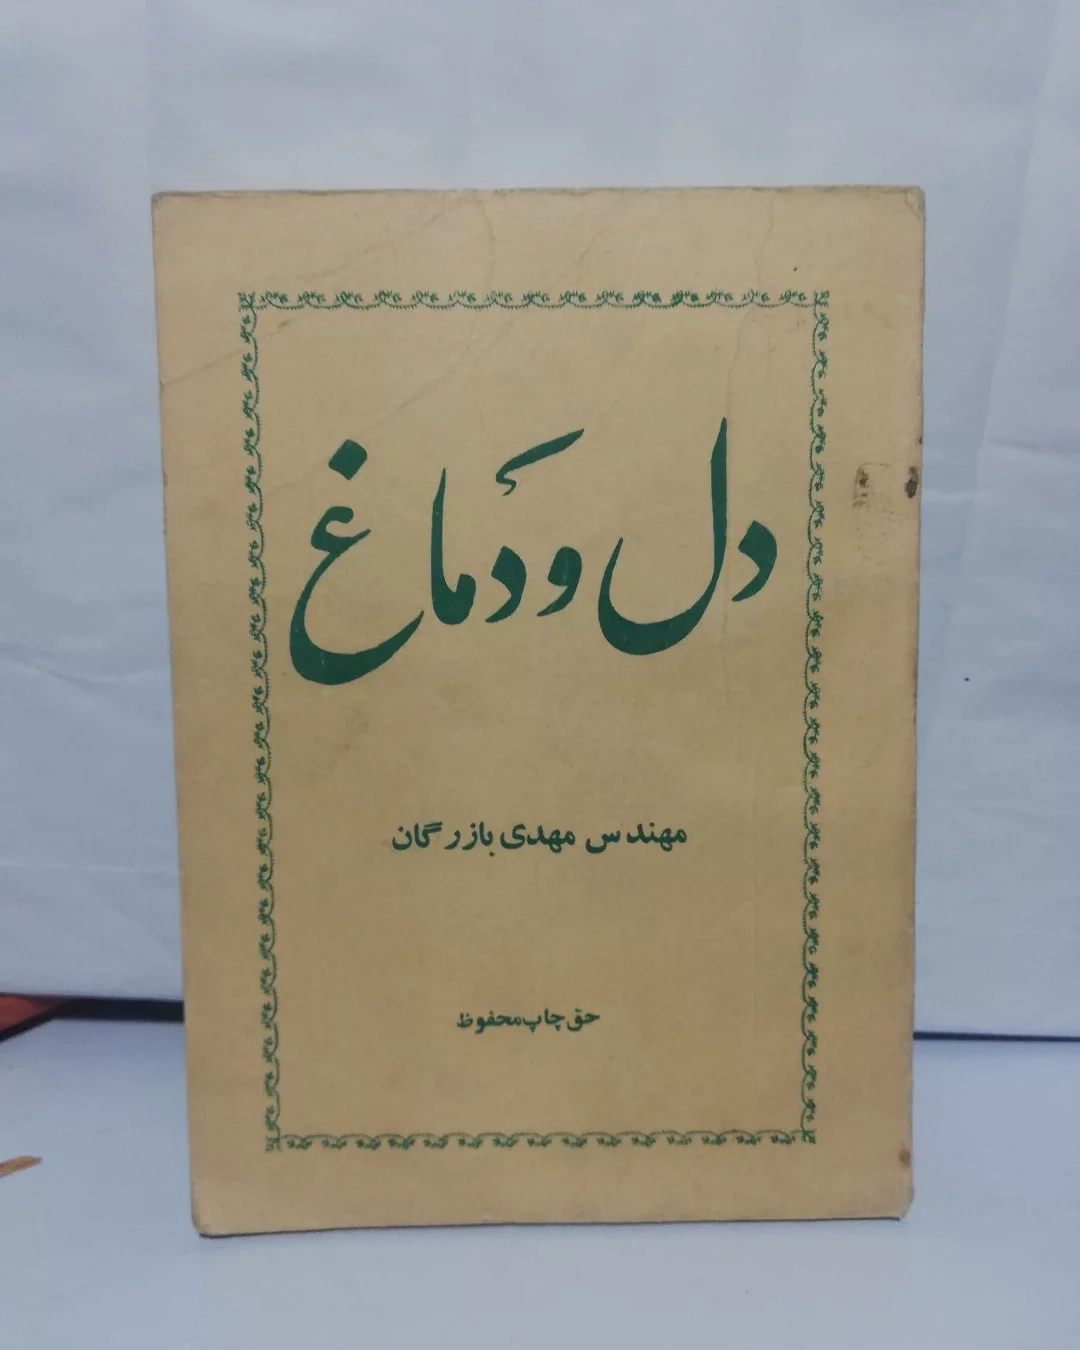 دل و دماغ
مهندس مهدی بازرگان
حق چاپ محفوظ